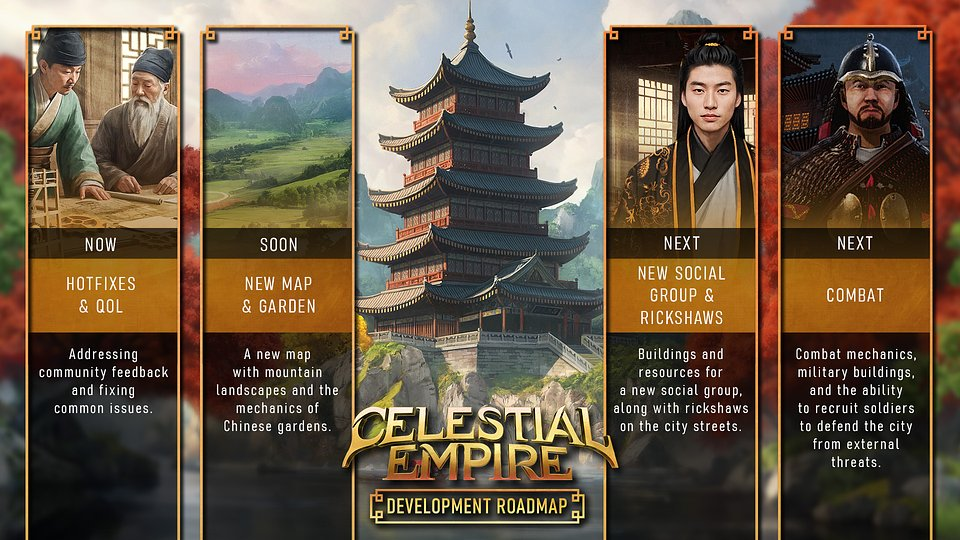 NOW
HOTFIXES
& QOL
Addressing
community feedback
and fixing
common issues.
SOON
NEW MAP
& GARDEN
A new map
with mountain
landscapes and the
mechanics of
Chinese gardens.
CELESTIAL
EMPIRE
DEVELOPMENT ROADMAP
NEXT
NEW SOCIAL
GROUP &
RICKSHAWS
Buildings and
resources for
a new social group,
along with rickshaws
on the city streets.
NEXT
COMBAT
Combat mechanics,
military buildings,
and the ability
to recruit soldiers
to defend the city
from external
threats.